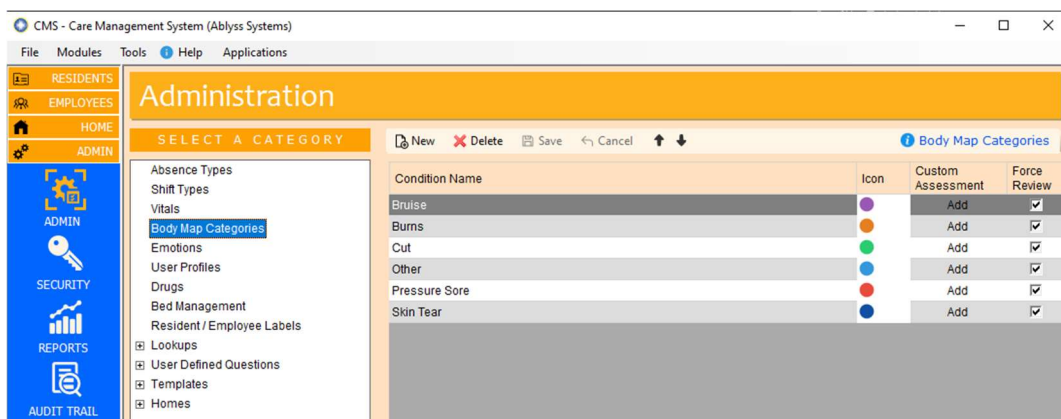 CMS - Care Management System (Ablyss Systems)
File Modules Tools Help Applications
RESIDENTS
EMPLOYEES
HOME
ADMIN
ADMIN
SECURITY
REPORTS
AUDIT TRAIL
Administration
SELECT A CATEGORY
Absence Types
Shift Types
Vitals
Body Map Categories
Emotions
User Profiles
Drugs
Bed Management
Resident / Employee Labels
Lookups
User Defined Questions
Templates
Homes
New Delete Save Cancel Body Map Categories
Condition Name Icon Custom Assessment Force Review
Bruise Add
Burns Add
Cut Add
Other Add
Pressure Sore Add
Skin Tear Add